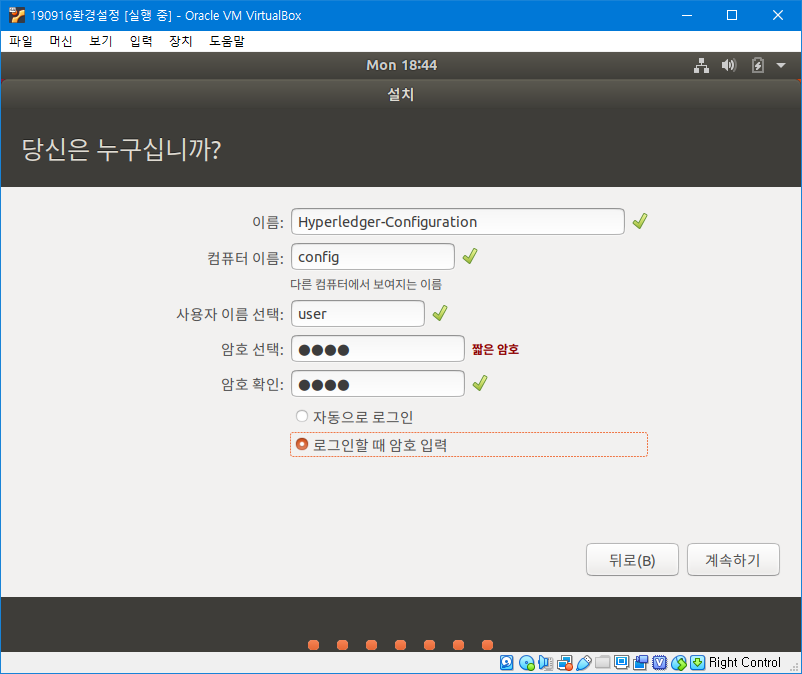 190916환경설정 [실행 중] - Oracle VM VirtualBox
파일 머신 보기 입력 장치 도움말
Mon 18:44
설치
당신은 누구십니까?
이름: Hyperledger-Configuration
컴퓨터 이름: config
다른 컴퓨터에서 보여지는 이름
사용자 이름 선택: user
암호 선택: ●●●● 짧은 암호
암호 확인: ●●●●
자동으로 로그인
로그인할 때 암호 입력
뒤로(B) 계속하기
Right Control